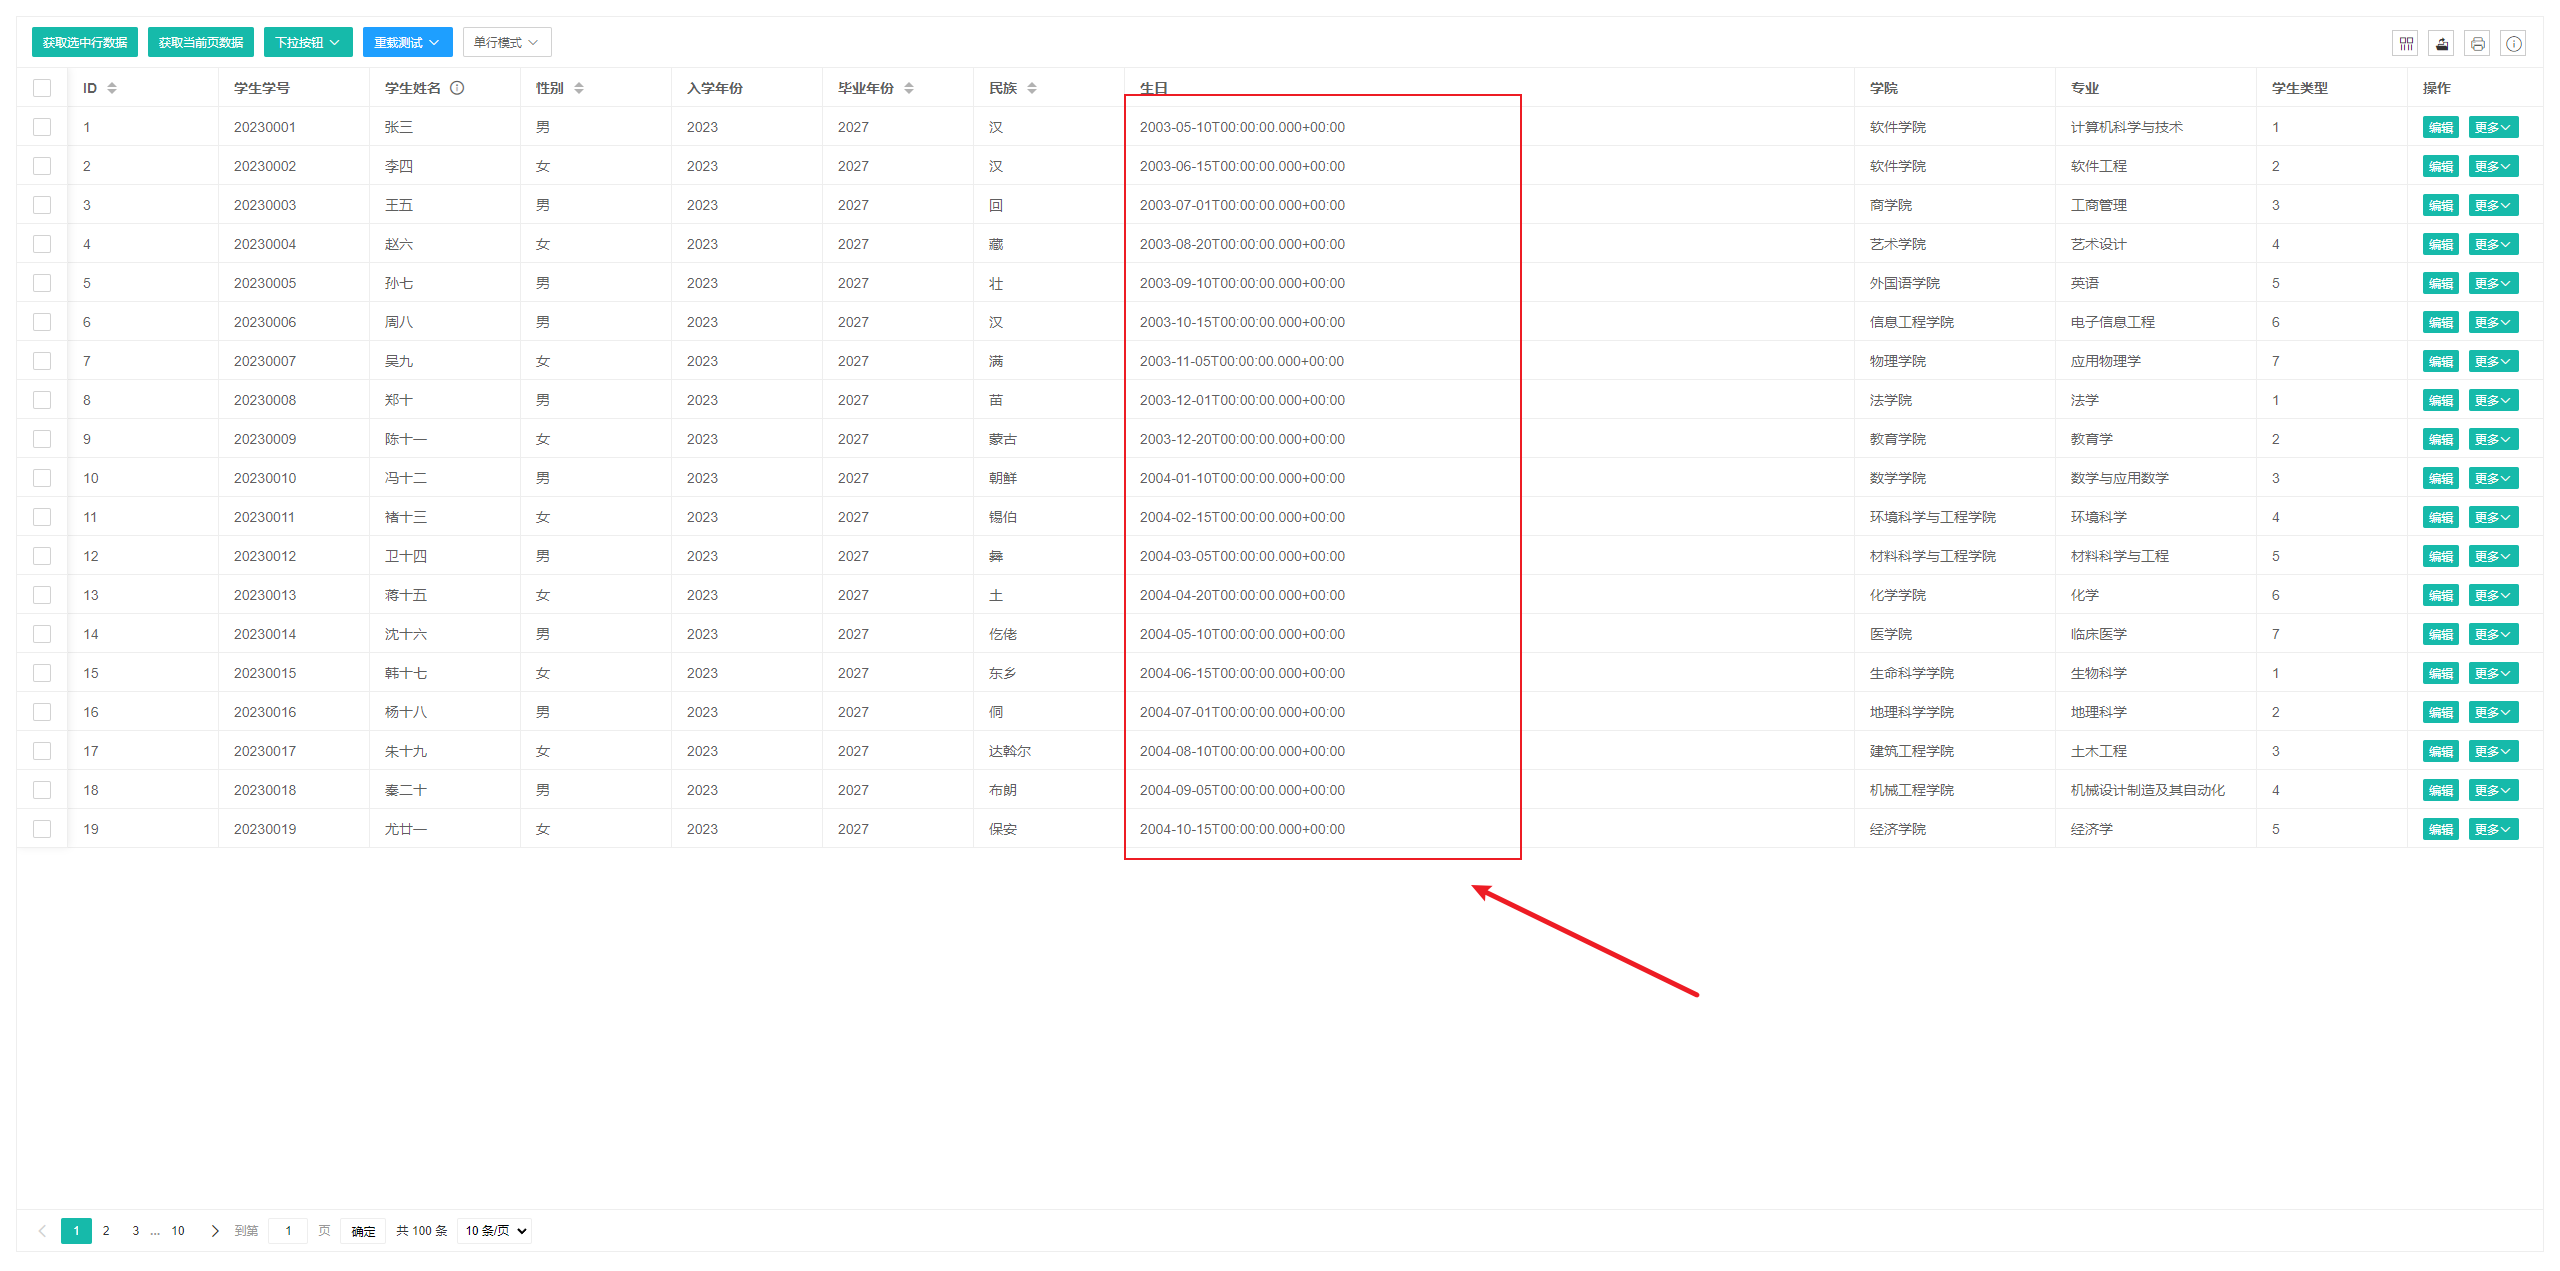 获取选中行数据 获取当前页数据 下拉按钮 重载测试 单行模式
ID 学生学号 学生姓名 性别 入学年份 毕业年份 民族 生日 学院 专业 学生类型 操作
1 20230001 张三 男 2023 2027 汉 2003-05-10T00:00:00.000+00:00 软件学院 计算机科学与技术 1 编辑 更多
2 20230002 李四 女 2023 2027 汉 2003-06-15T00:00:00.000+00:00 软件学院 软件工程 2 编辑 更多
3 20230003 王五 男 2023 2027 回 2003-07-01T00:00:00.000+00:00 商学院 工商管理 3 编辑 更多
4 20230004 赵六 女 2023 2027 藏 2003-08-20T00:00:00.000+00:00 艺术学院 艺术设计 4 编辑 更多
5 20230005 孙七 男 2023 2027 壮 2003-09-10T00:00:00.000+00:00 外国语学院 英语 5 编辑 更多
6 20230006 周八 男 2023 2027 汉 2003-10-15T00:00:00.000+00:00 信息工程学院 电子信息工程 6 编辑 更多
7 20230007 吴九 女 2023 2027 满 2003-11-05T00:00:00.000+00:00 物理学院 应用物理学 7 编辑 更多
8 20230008 郑十 男 2023 2027 苗 2003-12-01T00:00:00.000+00:00 法学院 法学 1 编辑 更多
9 20230009 陈十一 女 2023 2027 蒙古 2003-12-20T00:00:00.000+00:00 教育学院 教育学 2 编辑 更多
10 20230010 冯十二 男 2023 2027 朝鲜 2004-01-10T00:00:00.000+00:00 数学学院 数学与应用数学 3 编辑 更多
11 20230011 褚十三 女 2023 2027 锡伯 2004-02-15T00:00:00.000+00:00 环境科学与工程学院 环境科学 4 编辑 更多
12 20230012 卫十四 男 2023 2027 彝 2004-03-05T00:00:00.000+00:00 材料科学与工程学院 材料科学与工程 5 编辑 更多
13 20230013 蒋十五 女 2023 2027 土 2004-04-20T00:00:00.000+00:00 化学学院 化学 6 编辑 更多
14 20230014 沈十六 男 2023 2027 仡佬 2004-05-10T00:00:00.000+00:00 医学院 临床医学 7 编辑 更多
15 20230015 韩十七 女 2023 2027 东乡 2004-06-15T00:00:00.000+00:00 生命科学学院 生物科学 1 编辑 更多
16 20230016 杨十八 男 2023 2027 侗 2004-07-01T00:00:00.000+00:00 地理科学学院 地理科学 2 编辑 更多
17 20230017 朱十九 女 2023 2027 达斡尔 2004-08-10T00:00:00.000+00:00 建筑工程学院 土木工程 3 编辑 更多
18 20230018 秦二十 男 2023 2027 布朗 2004-09-05T00:00:00.000+00:00 机械工程学院 机械设计制造及其自动化 4 编辑 更多
19 20230019 尤廿一 女 2023 2027 保安 2004-10-15T00:00:00.000+00:00 经济学院 经济学 5 编辑 更多
1 2 3 ... 10 到第 1 页 确定 共 100 条 10 条/页